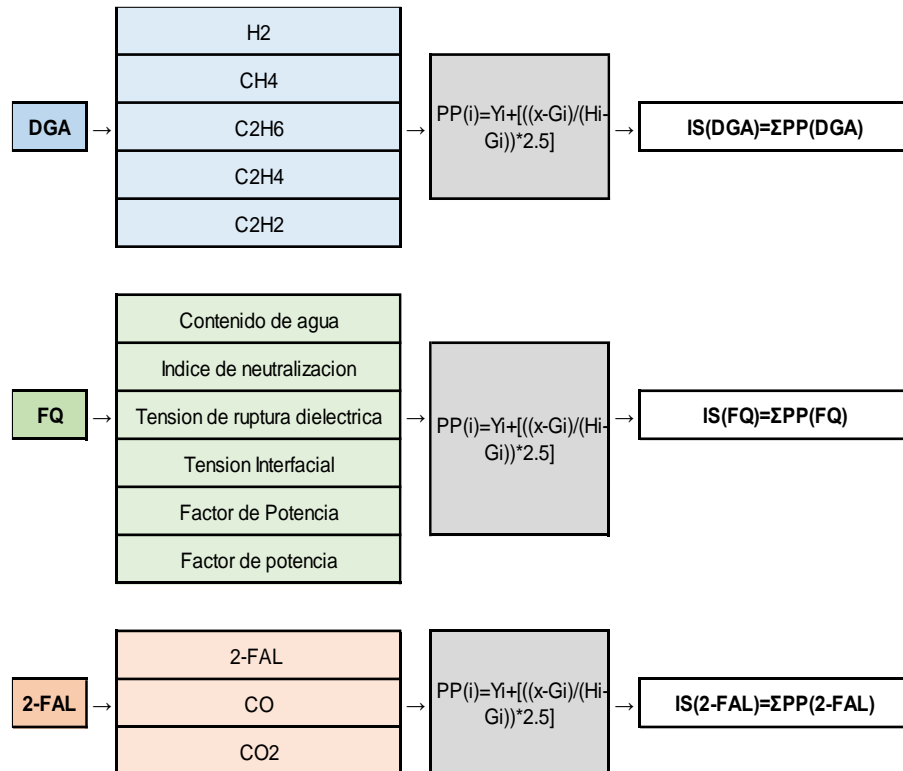 DGA
→
H2
CH4
C2H6
C2H4
C2H2
→
PP(i)=Yi+[((x-Gi)/(Hi-
Gi))*2.5]
→
IS(DGA)=ΣPP(DGA)
FQ
→
Contenido de agua
Indice de neutralizacion
Tension de ruptura dielectrica
Tension Interfacial
Factor de Potencia
Factor de potencia
→
PP(i)=Yi+[((x-Gi)/(Hi-
Gi))*2.5]
→
IS(FQ)=ΣPP(FQ)
2-FAL
→
2-FAL
CO
CO2
→
PP(i)=Yi+[((x-Gi)/(Hi-
Gi))*2.5]
→
IS(2-FAL)=ΣPP(2-FAL)